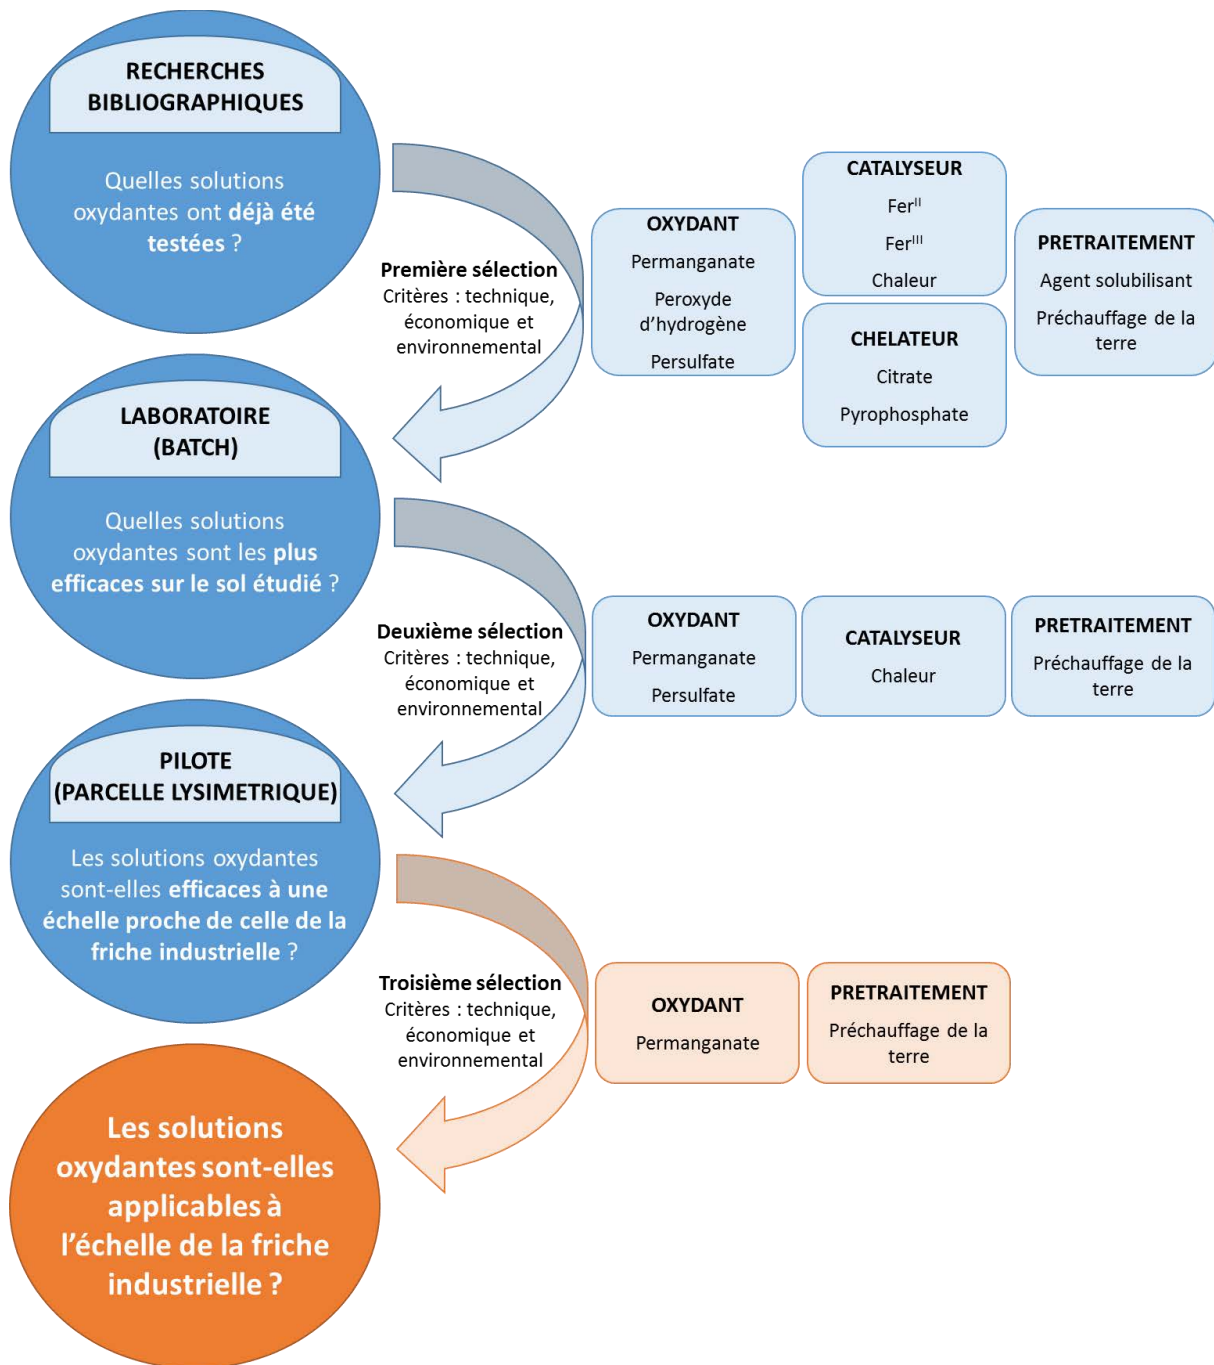 RECHERCHES
BIBLIOGRAPHIQUES
Quelles solutions
oxydantes ont déjà été
testées ?
Première sélection
Critères : technique,
économique et
environnemental
OXYDANT
Permanganate
Peroxyde
d'hydrogène
Persulfate
CATALYSEUR
Ferᴵᴵ
Ferᴵᴵᴵ
Chaleur
CHELATEUR
Citrate
Pyrophosphate
PRETRAITEMENT
Agent solubilisant
Préchauffage de la
terre
LABORATOIRE
(BATCH)
Quelles solutions
oxydantes sont les plus
efficaces sur le sol étudié ?
Deuxième sélection
Critères : technique,
économique et
environnemental
OXYDANT
Permanganate
Persulfate
CATALYSEUR
Chaleur
PRETRAITEMENT
Préchauffage de la
terre
PILOTE
(PARCELLE LYSIMETRIQUE)
Les solutions oxydantes
sont-elles efficaces à une
échelle proche de celle de la
friche industrielle ?
Troisième sélection
Critères : technique,
économique et
environnemental
OXYDANT
Permanganate
PRETRAITEMENT
Préchauffage de la
terre
Les solutions
oxydantes sont-elles
applicables à
l'échelle de la friche
industrielle ?